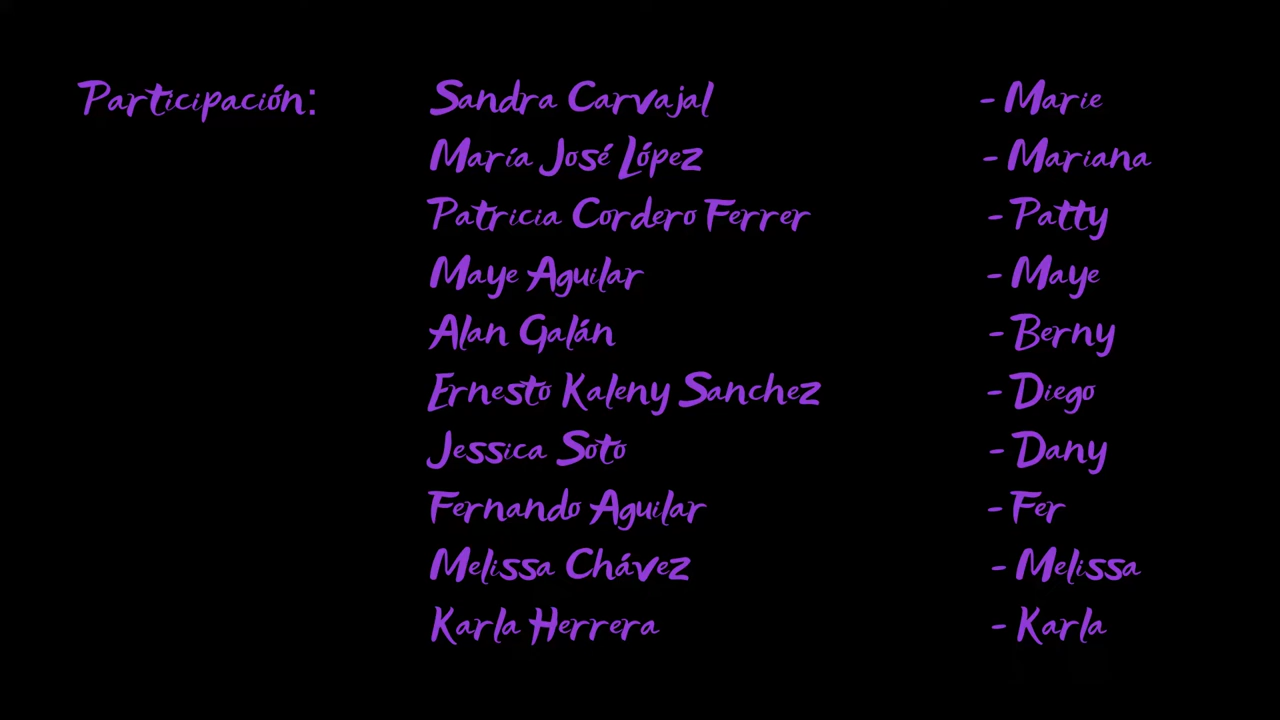 Participación: Sandra Carvajal - Marie
María José López - Mariana
Patricia Cordero Ferrer - Patty
Maye Aguilar - Maye
Alan Galán - Berny
Ernesto Kaleny Sanchez - Diego
Jessica Soto - Dany
Fernando Aguilar - Fer
Melissa Chávez - Melissa
Karla Herrera - Karla